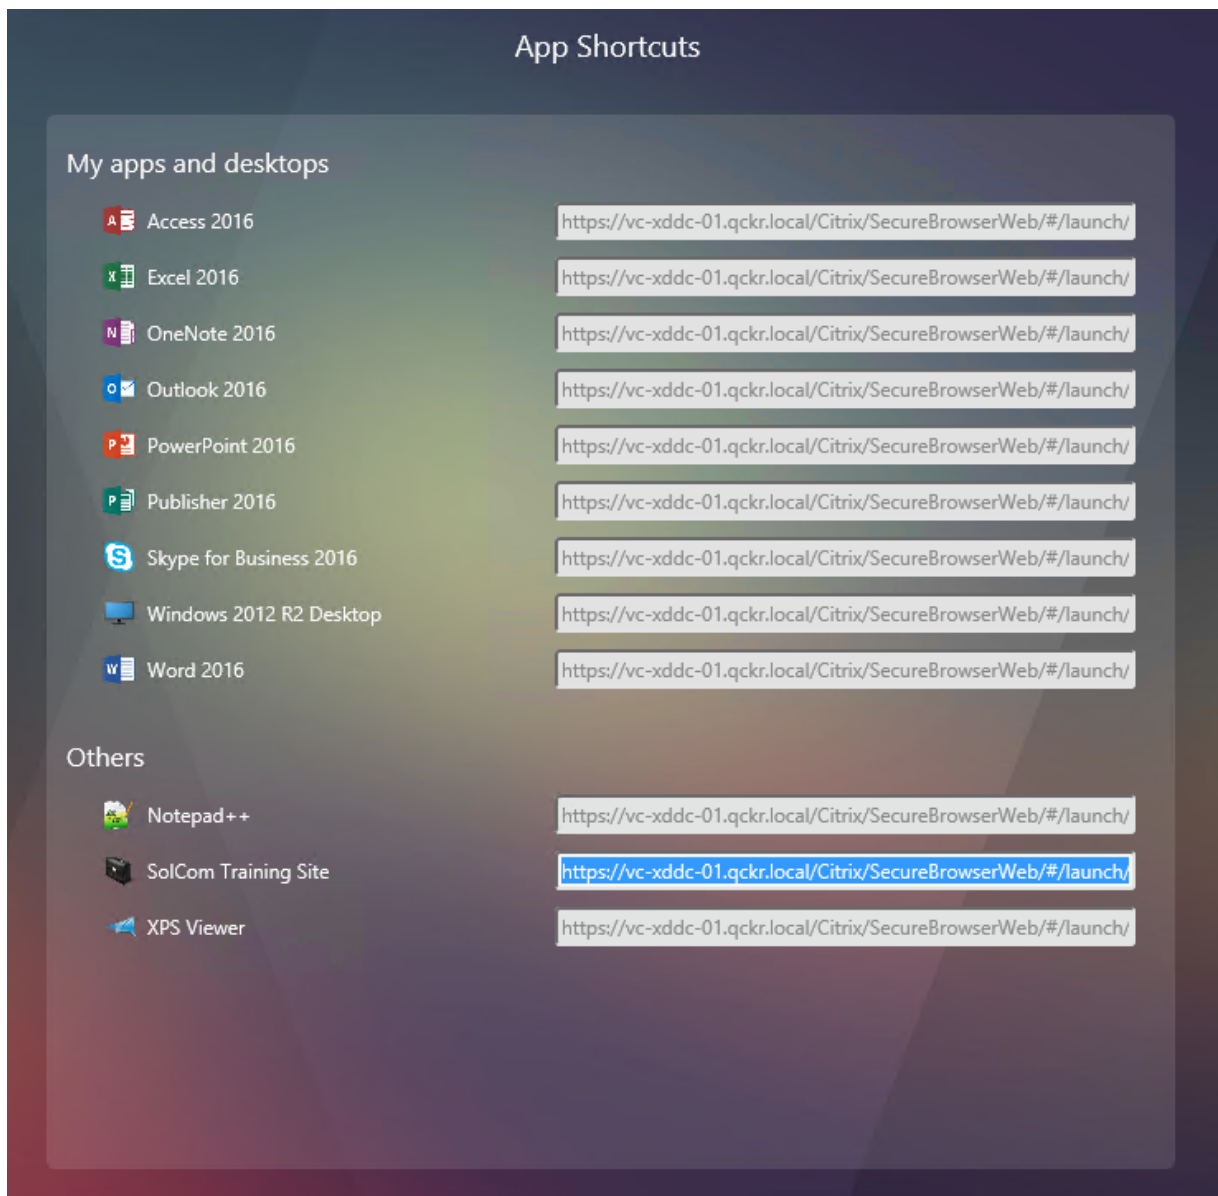 App Shortcuts
My apps and desktops
Access 2016 https://vc-xddc-01.qckr.local/Citrix/SecureBrowserWeb/#/launch/
Excel 2016 https://vc-xddc-01.qckr.local/Citrix/SecureBrowserWeb/#/launch/
OneNote 2016 https://vc-xddc-01.qckr.local/Citrix/SecureBrowserWeb/#/launch/
Outlook 2016 https://vc-xddc-01.qckr.local/Citrix/SecureBrowserWeb/#/launch/
PowerPoint 2016 https://vc-xddc-01.qckr.local/Citrix/SecureBrowserWeb/#/launch/
Publisher 2016 https://vc-xddc-01.qckr.local/Citrix/SecureBrowserWeb/#/launch/
Skype for Business 2016 https://vc-xddc-01.qckr.local/Citrix/SecureBrowserWeb/#/launch/
Windows 2012 R2 Desktop https://vc-xddc-01.qckr.local/Citrix/SecureBrowserWeb/#/launch/
Word 2016 https://vc-xddc-01.qckr.local/Citrix/SecureBrowserWeb/#/launch/
Others
Notepad++ https://vc-xddc-01.qckr.local/Citrix/SecureBrowserWeb/#/launch/
SolCom Training Site https://vc-xddc-01.qckr.local/Citrix/SecureBrowserWeb/#/launch/
XPS Viewer https://vc-xddc-01.qckr.local/Citrix/SecureBrowserWeb/#/launch/